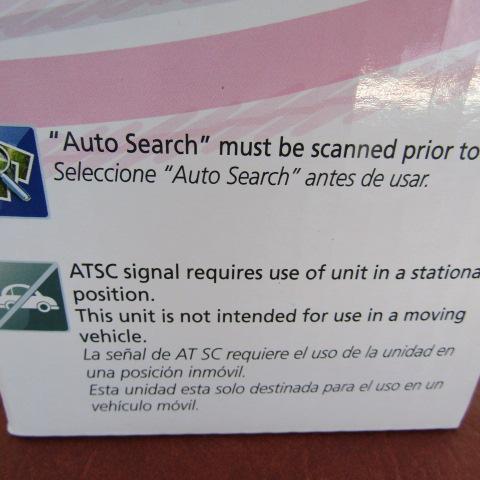 "Auto Search" must be scanned prior to
Seleccione "Auto Search" antes de usar.
ATSC signal requires use of unit in a
position.
This unit is not intended for use in a moving
vehicle.
La señal de AT SC requiere el uso de la unidad en
una posición inmóvil.
Esta unidad esta solo destinada para el uso en un
vehículo móvil.